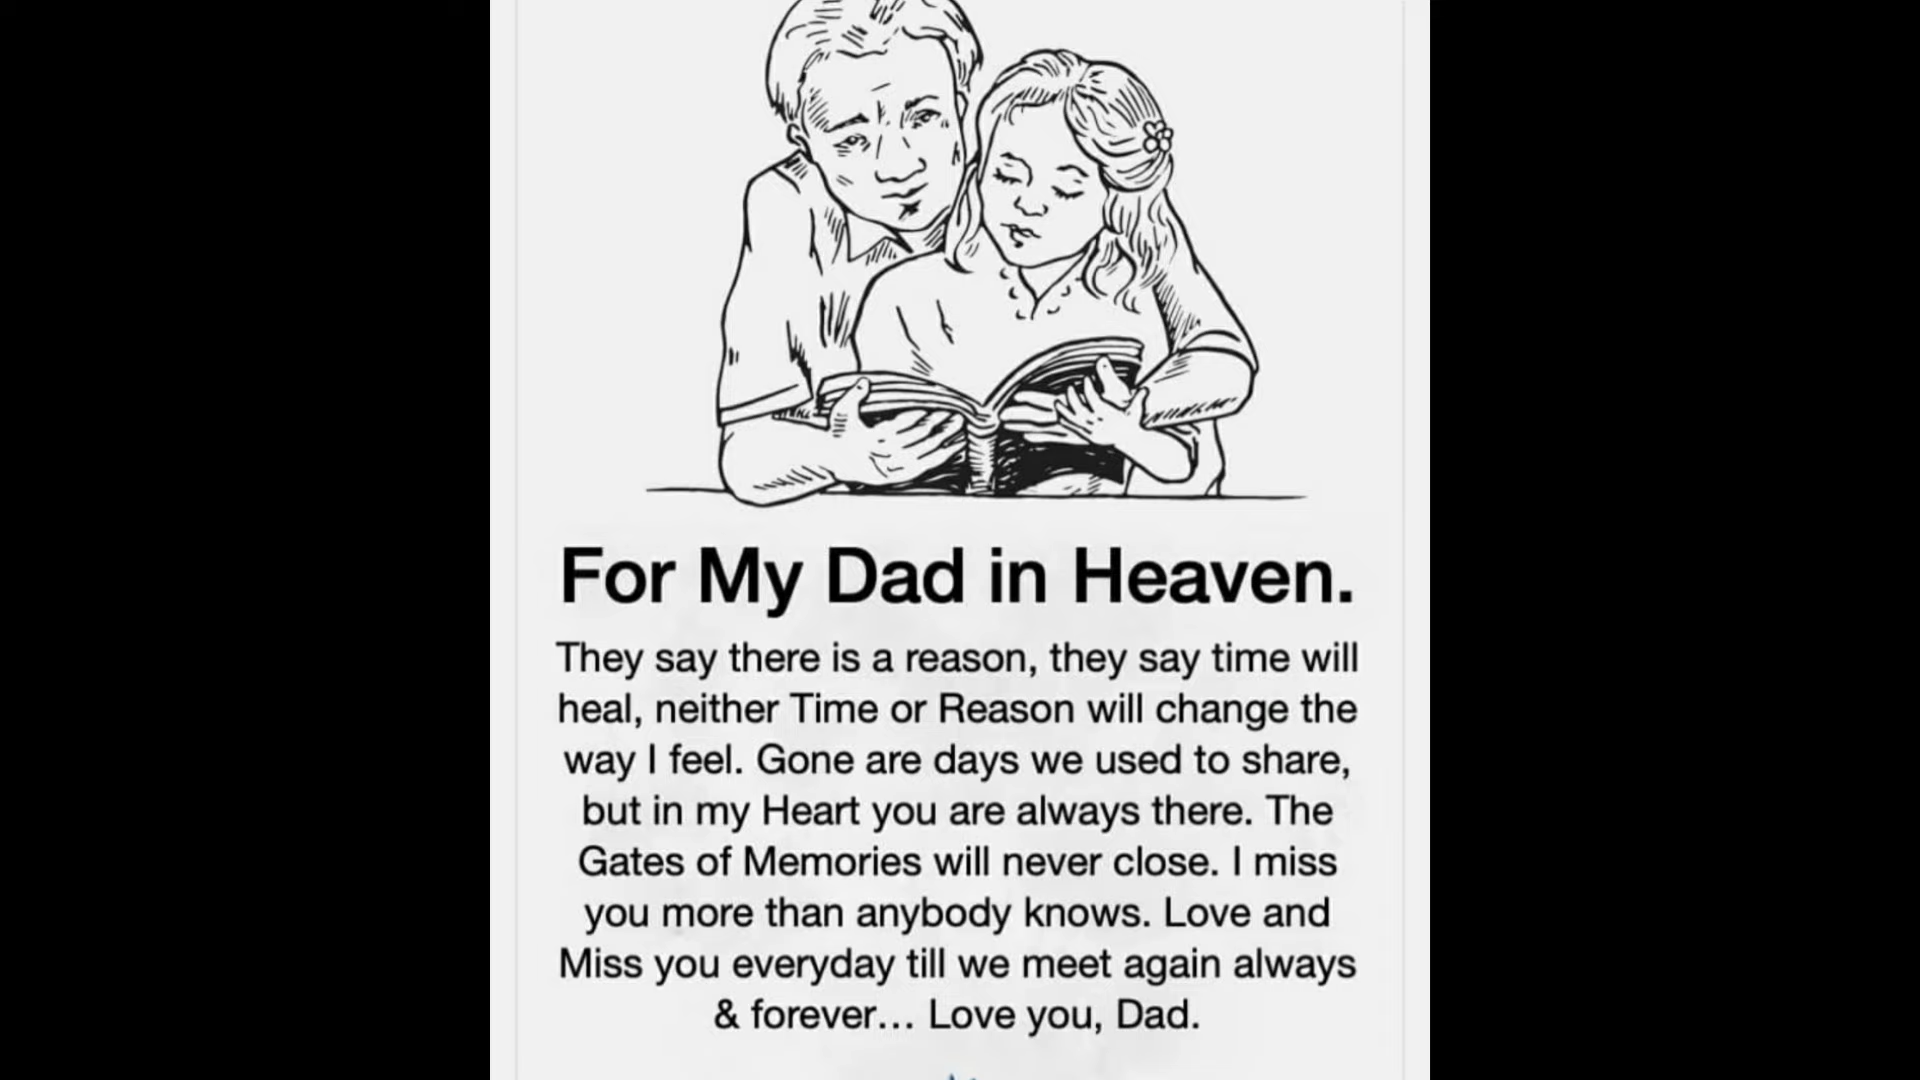 For My Dad in Heaven.
They say there is a reason, they say time will
heal, neither Time or Reason will change the
way I feel. Gone are days we used to share,
but in my Heart you are always there. The
Gates of Memories will never close. I miss
you more than anybody knows. Love and
Miss you everyday till we meet again always
& forever... Love you, Dad.